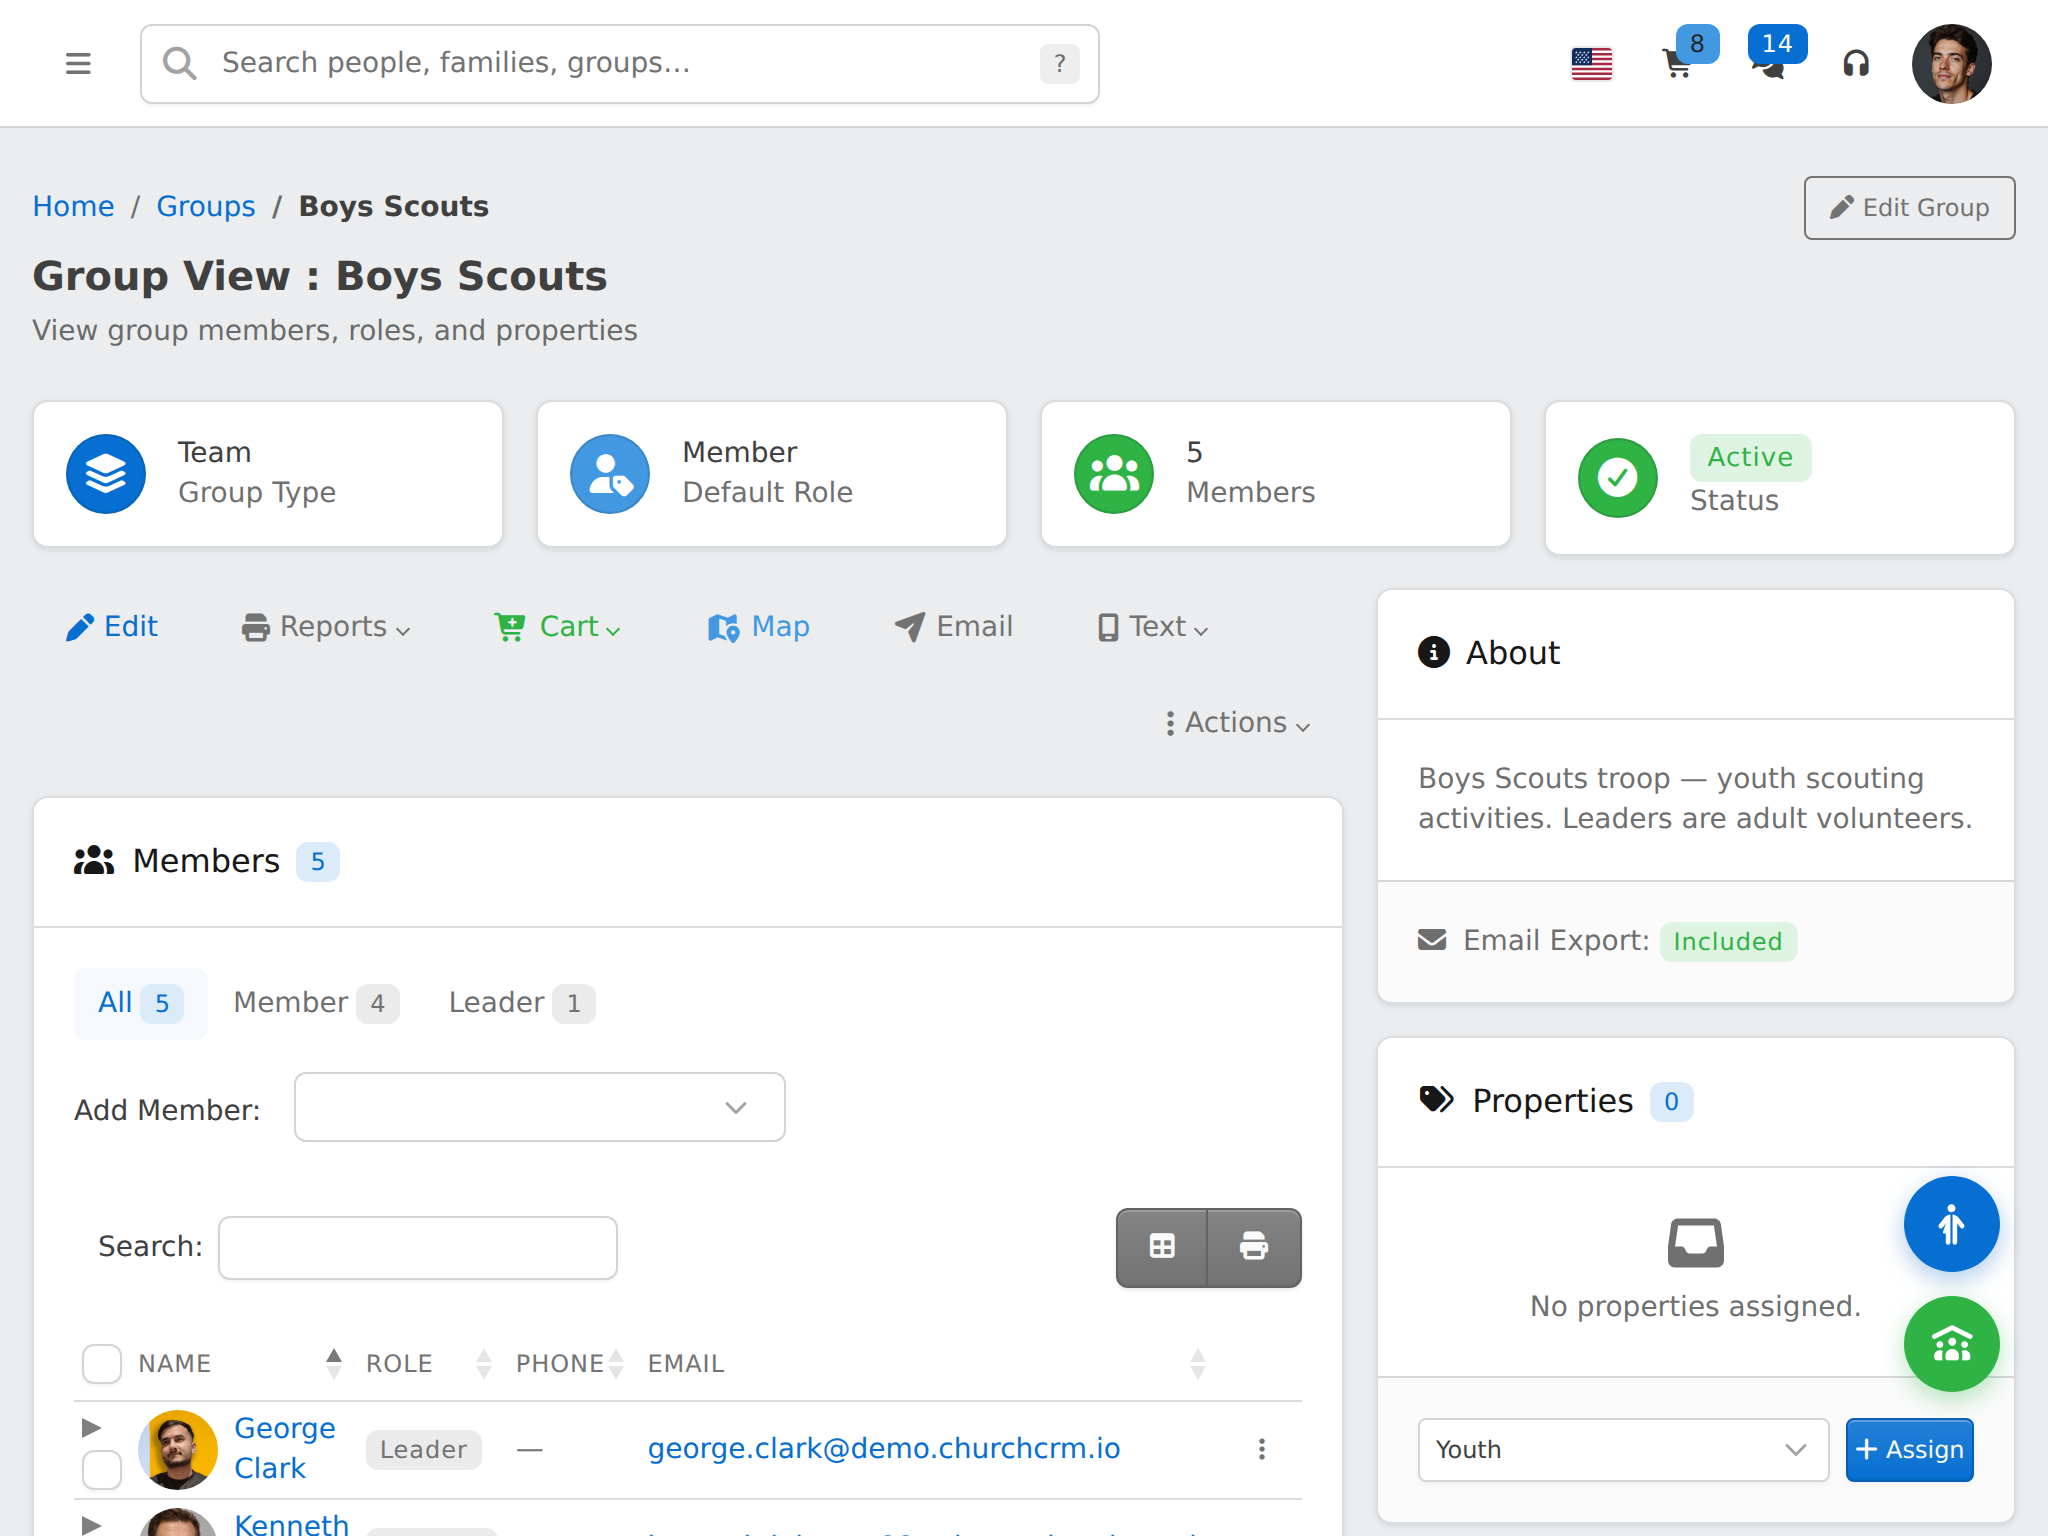 Search people, families, groups...
?
8
14
Home / Groups / Boys Scouts
Edit Group
Group View : Boys Scouts
View group members, roles, and properties
Team
Group Type
Member
Default Role
5
Members
Active
Status
Edit
Reports
Cart
Map
Email
Text
Actions
About
Boys Scouts troop — youth scouting
activities. Leaders are adult volunteers.
Email Export: Included
Members 5
All 5
Member 4
Leader 1
Add Member:
Search:
NAME ROLE PHONE EMAIL
George
Clark
Leader
—
george.clark@demo.churchcrm.io
Kenneth
Properties 0
No properties assigned.
Youth
Assign